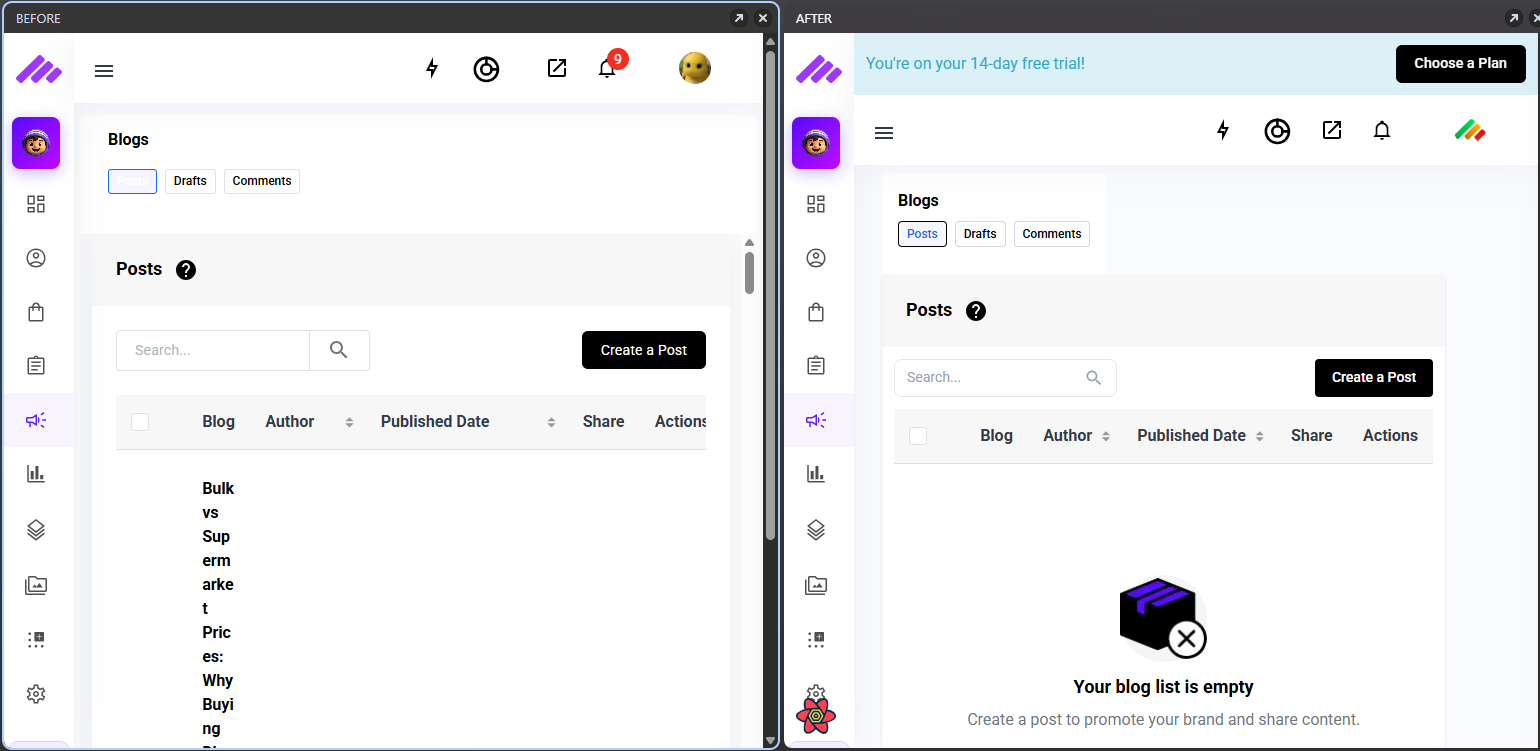 BEFORE
9
Blogs
Posts
Drafts
Comments
Posts
Search...
Create a Post
Blog
Author
Published Date
Share
Actions
Bulk
vs
Sup
erm
arke
t
Pric
es:
Why
Buyi
ng
AFTER
You're on your 14-day free trial!
Choose a Plan
Blogs
Posts
Drafts
Comments
Posts
Search...
Create a Post
Blog
Author
Published Date
Share
Actions
Your blog list is empty
Create a post to promote your brand and share content.